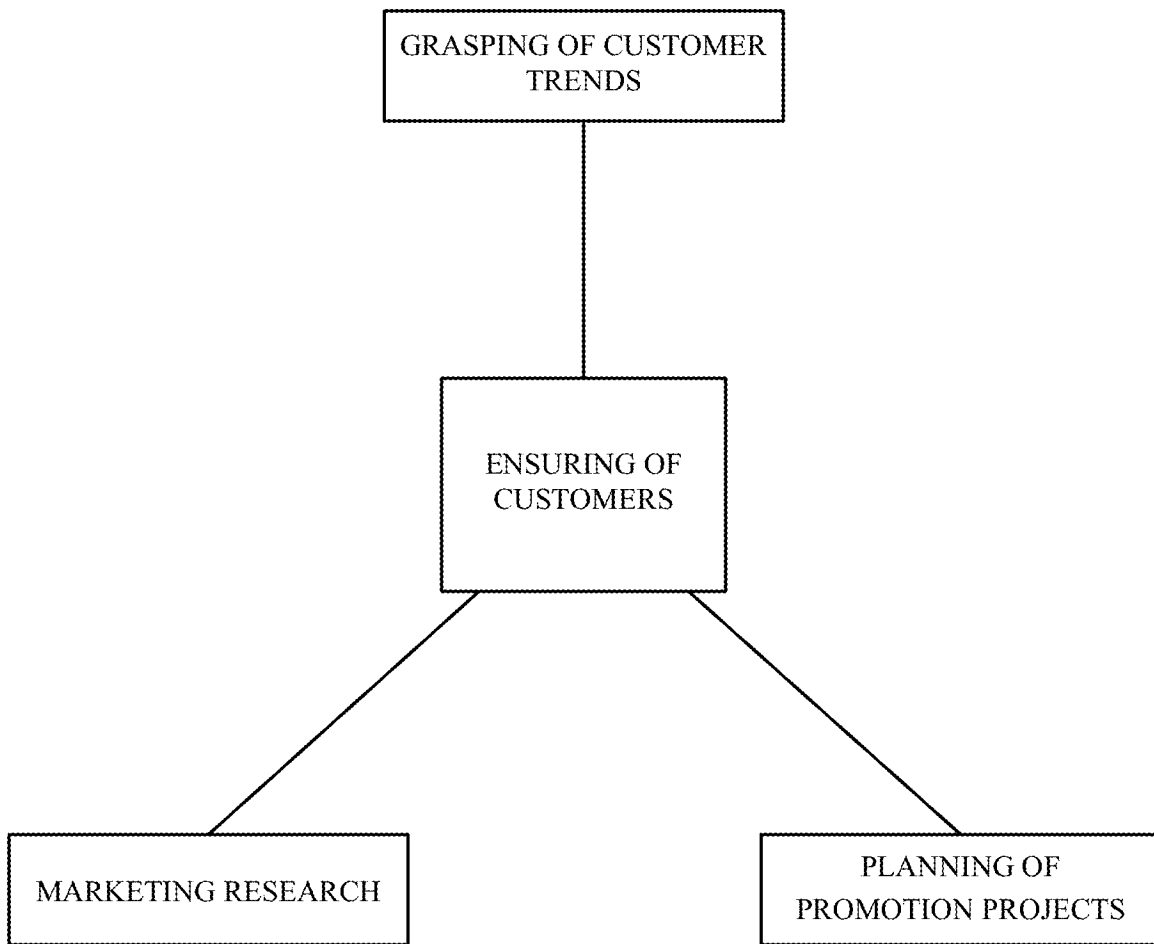 GRASPING OF CUSTOMER
TRENDS
ENSURING OF
CUSTOMERS
MARKETING RESEARCH
PLANNING OF
PROMOTION PROJECTS